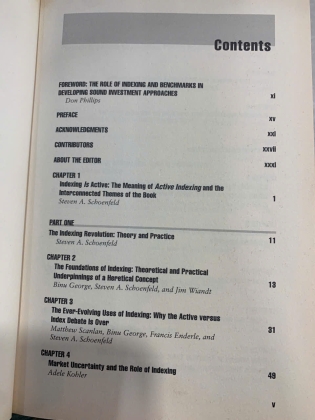 Contents
FOREWORD: THE ROLE OF INDEXING AND BENCHMARKS IN
DEVELOPING SOUND INVESTMENT APPROACHES xi
Don Phillips
PREFACE xv
ACKNOWLEDGMENTS xxi
CONTRIBUTORS xxvii
ABOUT THE EDITOR xxxi
CHAPTER 1
Indexing Is Active: The Meaning of Active Indexing and the
Interconnected Themes of the Book 1
Steven A. Schoenfeld
PART ONE
The Indexing Revolution: Theory and Practice 11
Steven A. Schoenfeld
CHAPTER 2
The Foundations of Indexing: Theoretical and Practical
Underpinnings of a Heretical Concept 13
Binu George, Steven A. Schoenfeld, and Jim Wiandt
CHAPTER 3
The Ever-Evolving Uses of Indexing: Why the Active versus
Index Debate Is Over 31
Matthew Scanlan, Binu George, Francis Enderle, and
Steven A. Schoenfeld
CHAPTER 4
Market Uncertainty and the Role of Indexing 49
Adele Kohler
v